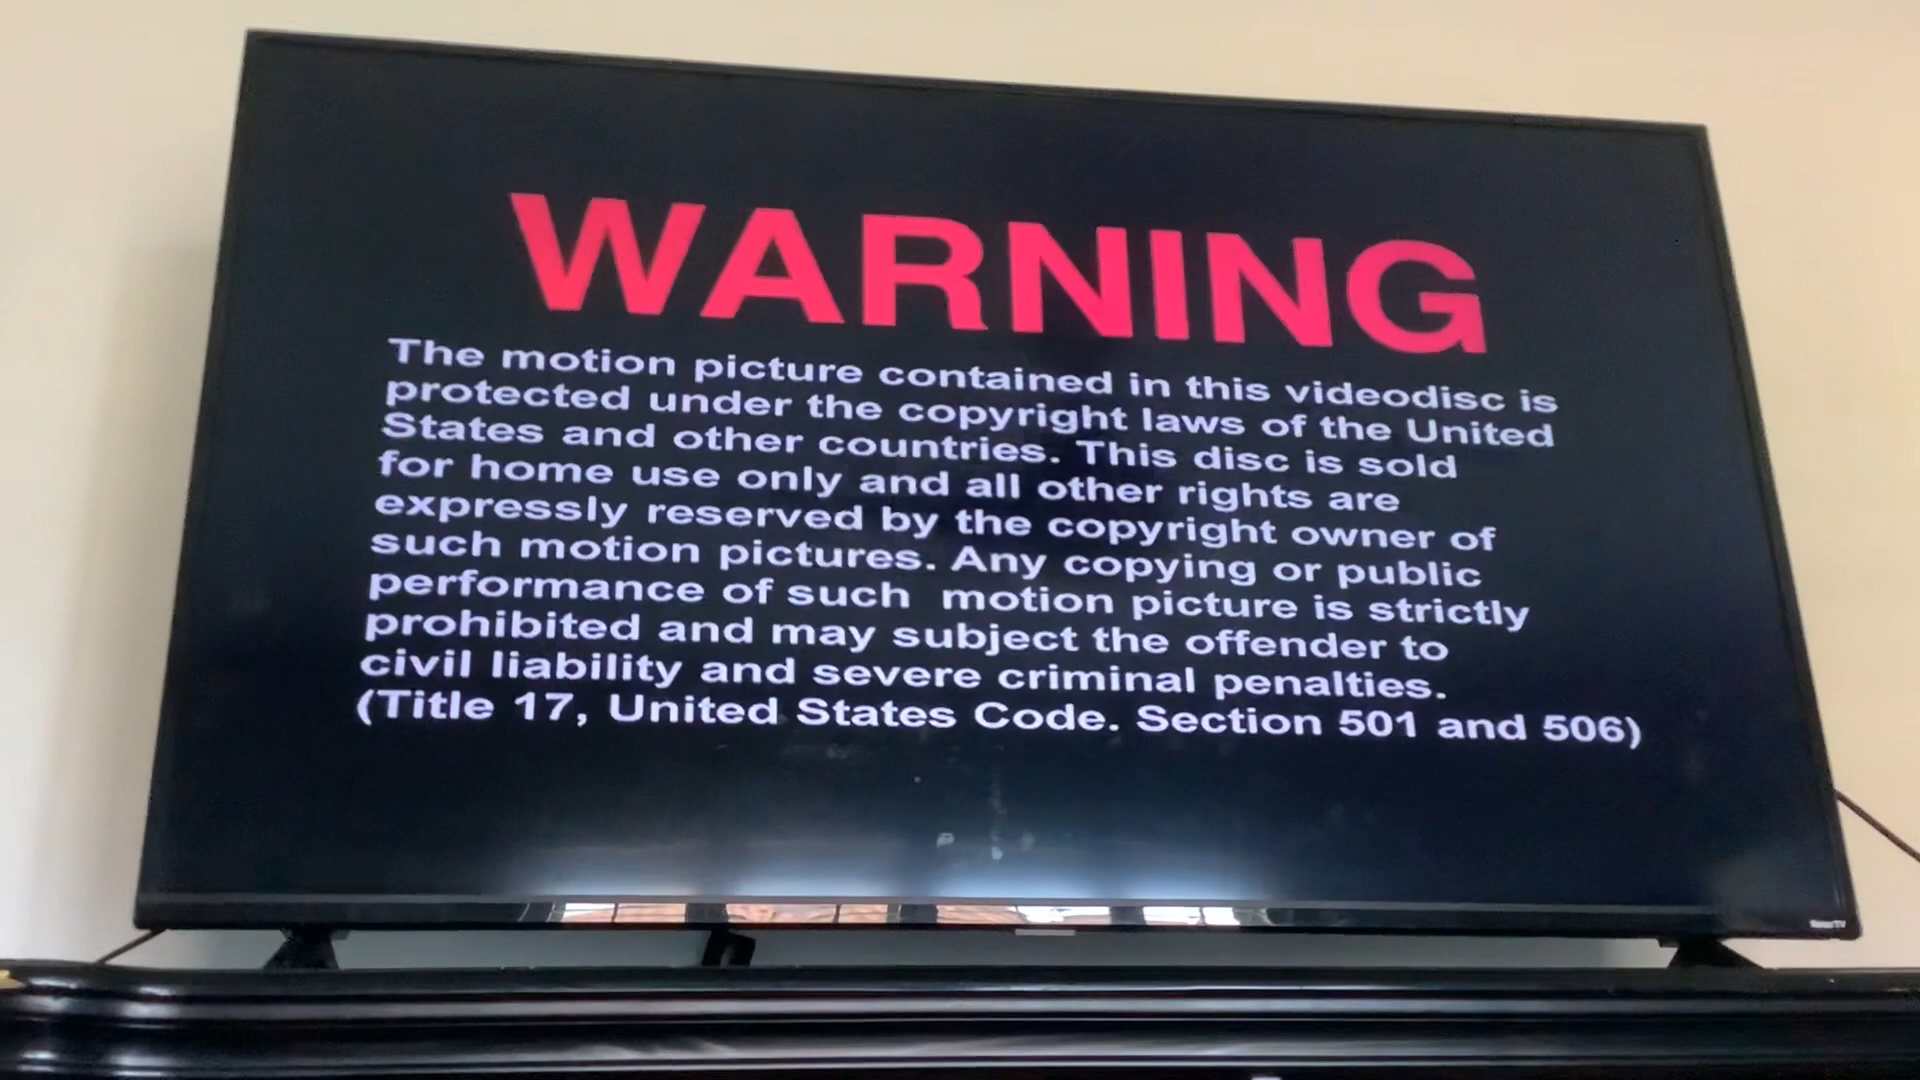 WARNING
The motion picture contained in this videodisc is
protected under the copyright laws of the United
States and other countries. This disc is sold
for home use only and all other rights are
expressly reserved by the copyright owner of
such motion pictures. Any copying or public
performance of such motion picture is strictly
prohibited and may subject the offender to
civil liability and severe criminal penalties.
(Title 17, United States Code. Section 501 and 506)